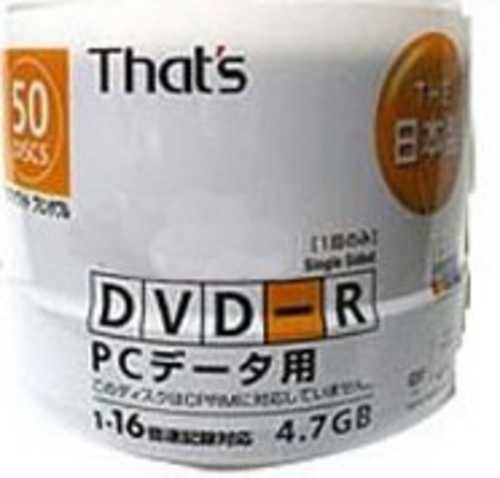 50
DISCS
That's
THE
日本製
[1回のみ]
Single Sided
DVD-R
PCデータ用
このディスクはCPRMに対応していません。
1-16倍速記録対応 4.7GB